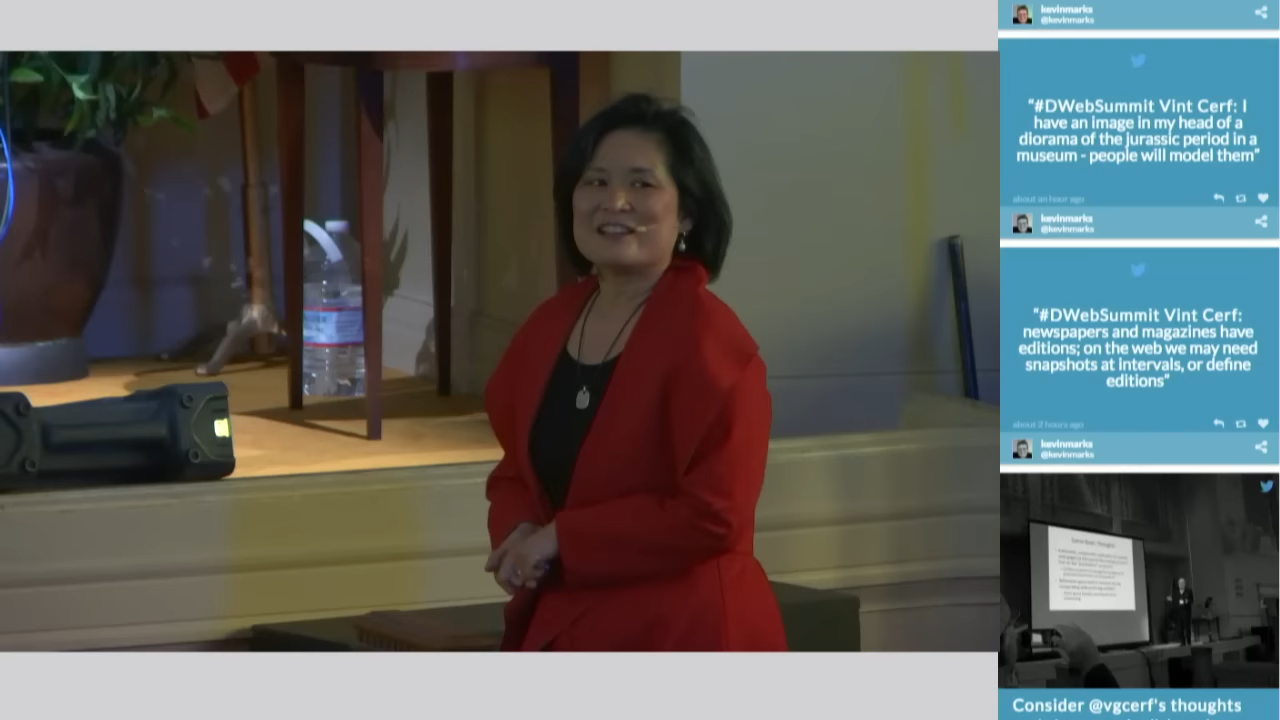 kevinmarks
@kevinmarks
"#DWebSummit Vint Cerf: I
have an image in my head of a
diorama of the jurassic period in a
museum - people will model them"
about an hour ago
kevinmarks
@kevinmarks
"#DWebSummit Vint Cerf:
newspapers and magazines have
editions; on the web we may need
snapshots at intervals, or define
editions"
about 2 hours ago
kevinmarks
@kevinmarks
Consider @vgcerf's thoughts